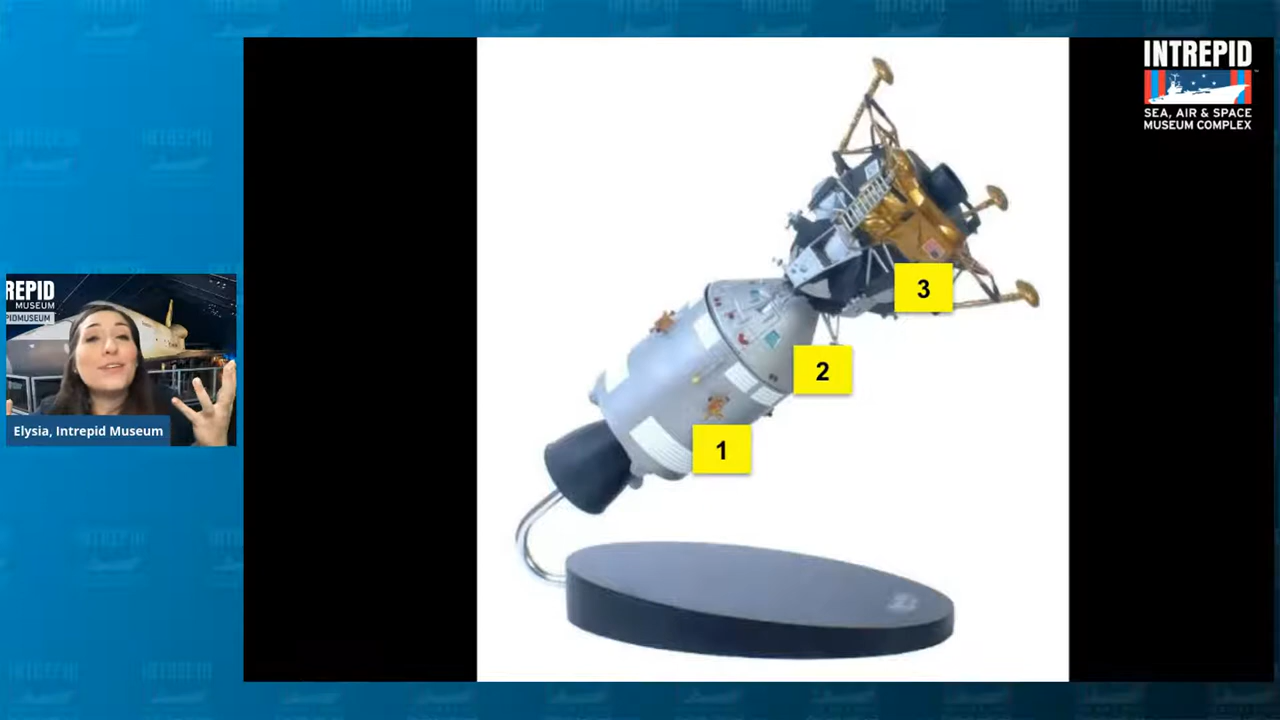 INTREPID
SEA, AIR & SPACE
MUSEUM COMPLEX
3
2
1
REPID
MUSEUM
PIDMUSEUM
Elysia, Intrepid Museum